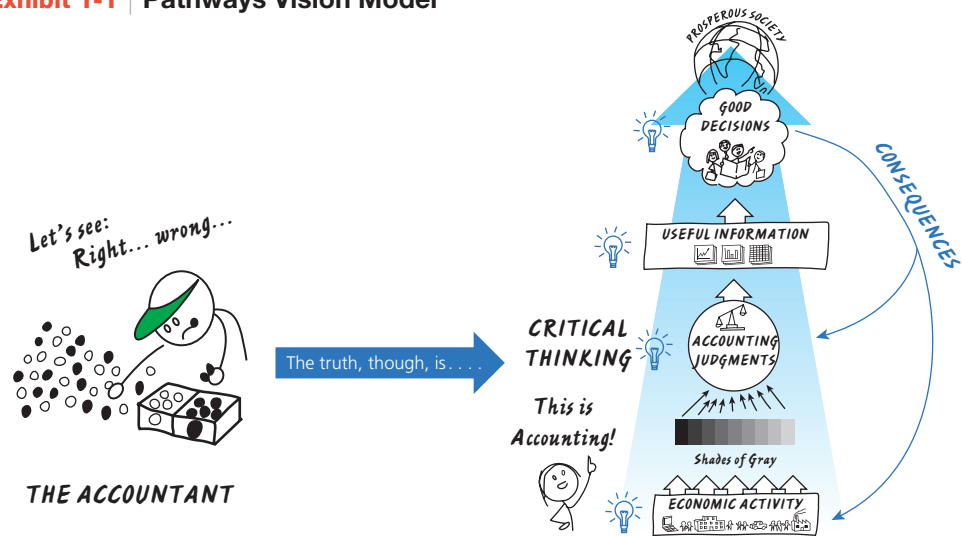 Exhibit 1-1 | Pathways Vision Model
Let's see:
Right... wrong...
THE ACCOUNTANT
The truth, though, is....
PROSPEROUS SOCIETY
GOOD
DECISIONS
CONSEQUENCES
USEFUL INFORMATION
CRITICAL
THINKING
ACCOUNTING
JUDGMENTS
This is
Accounting!
Shades of Gray
ECONOMIC ACTIVITY